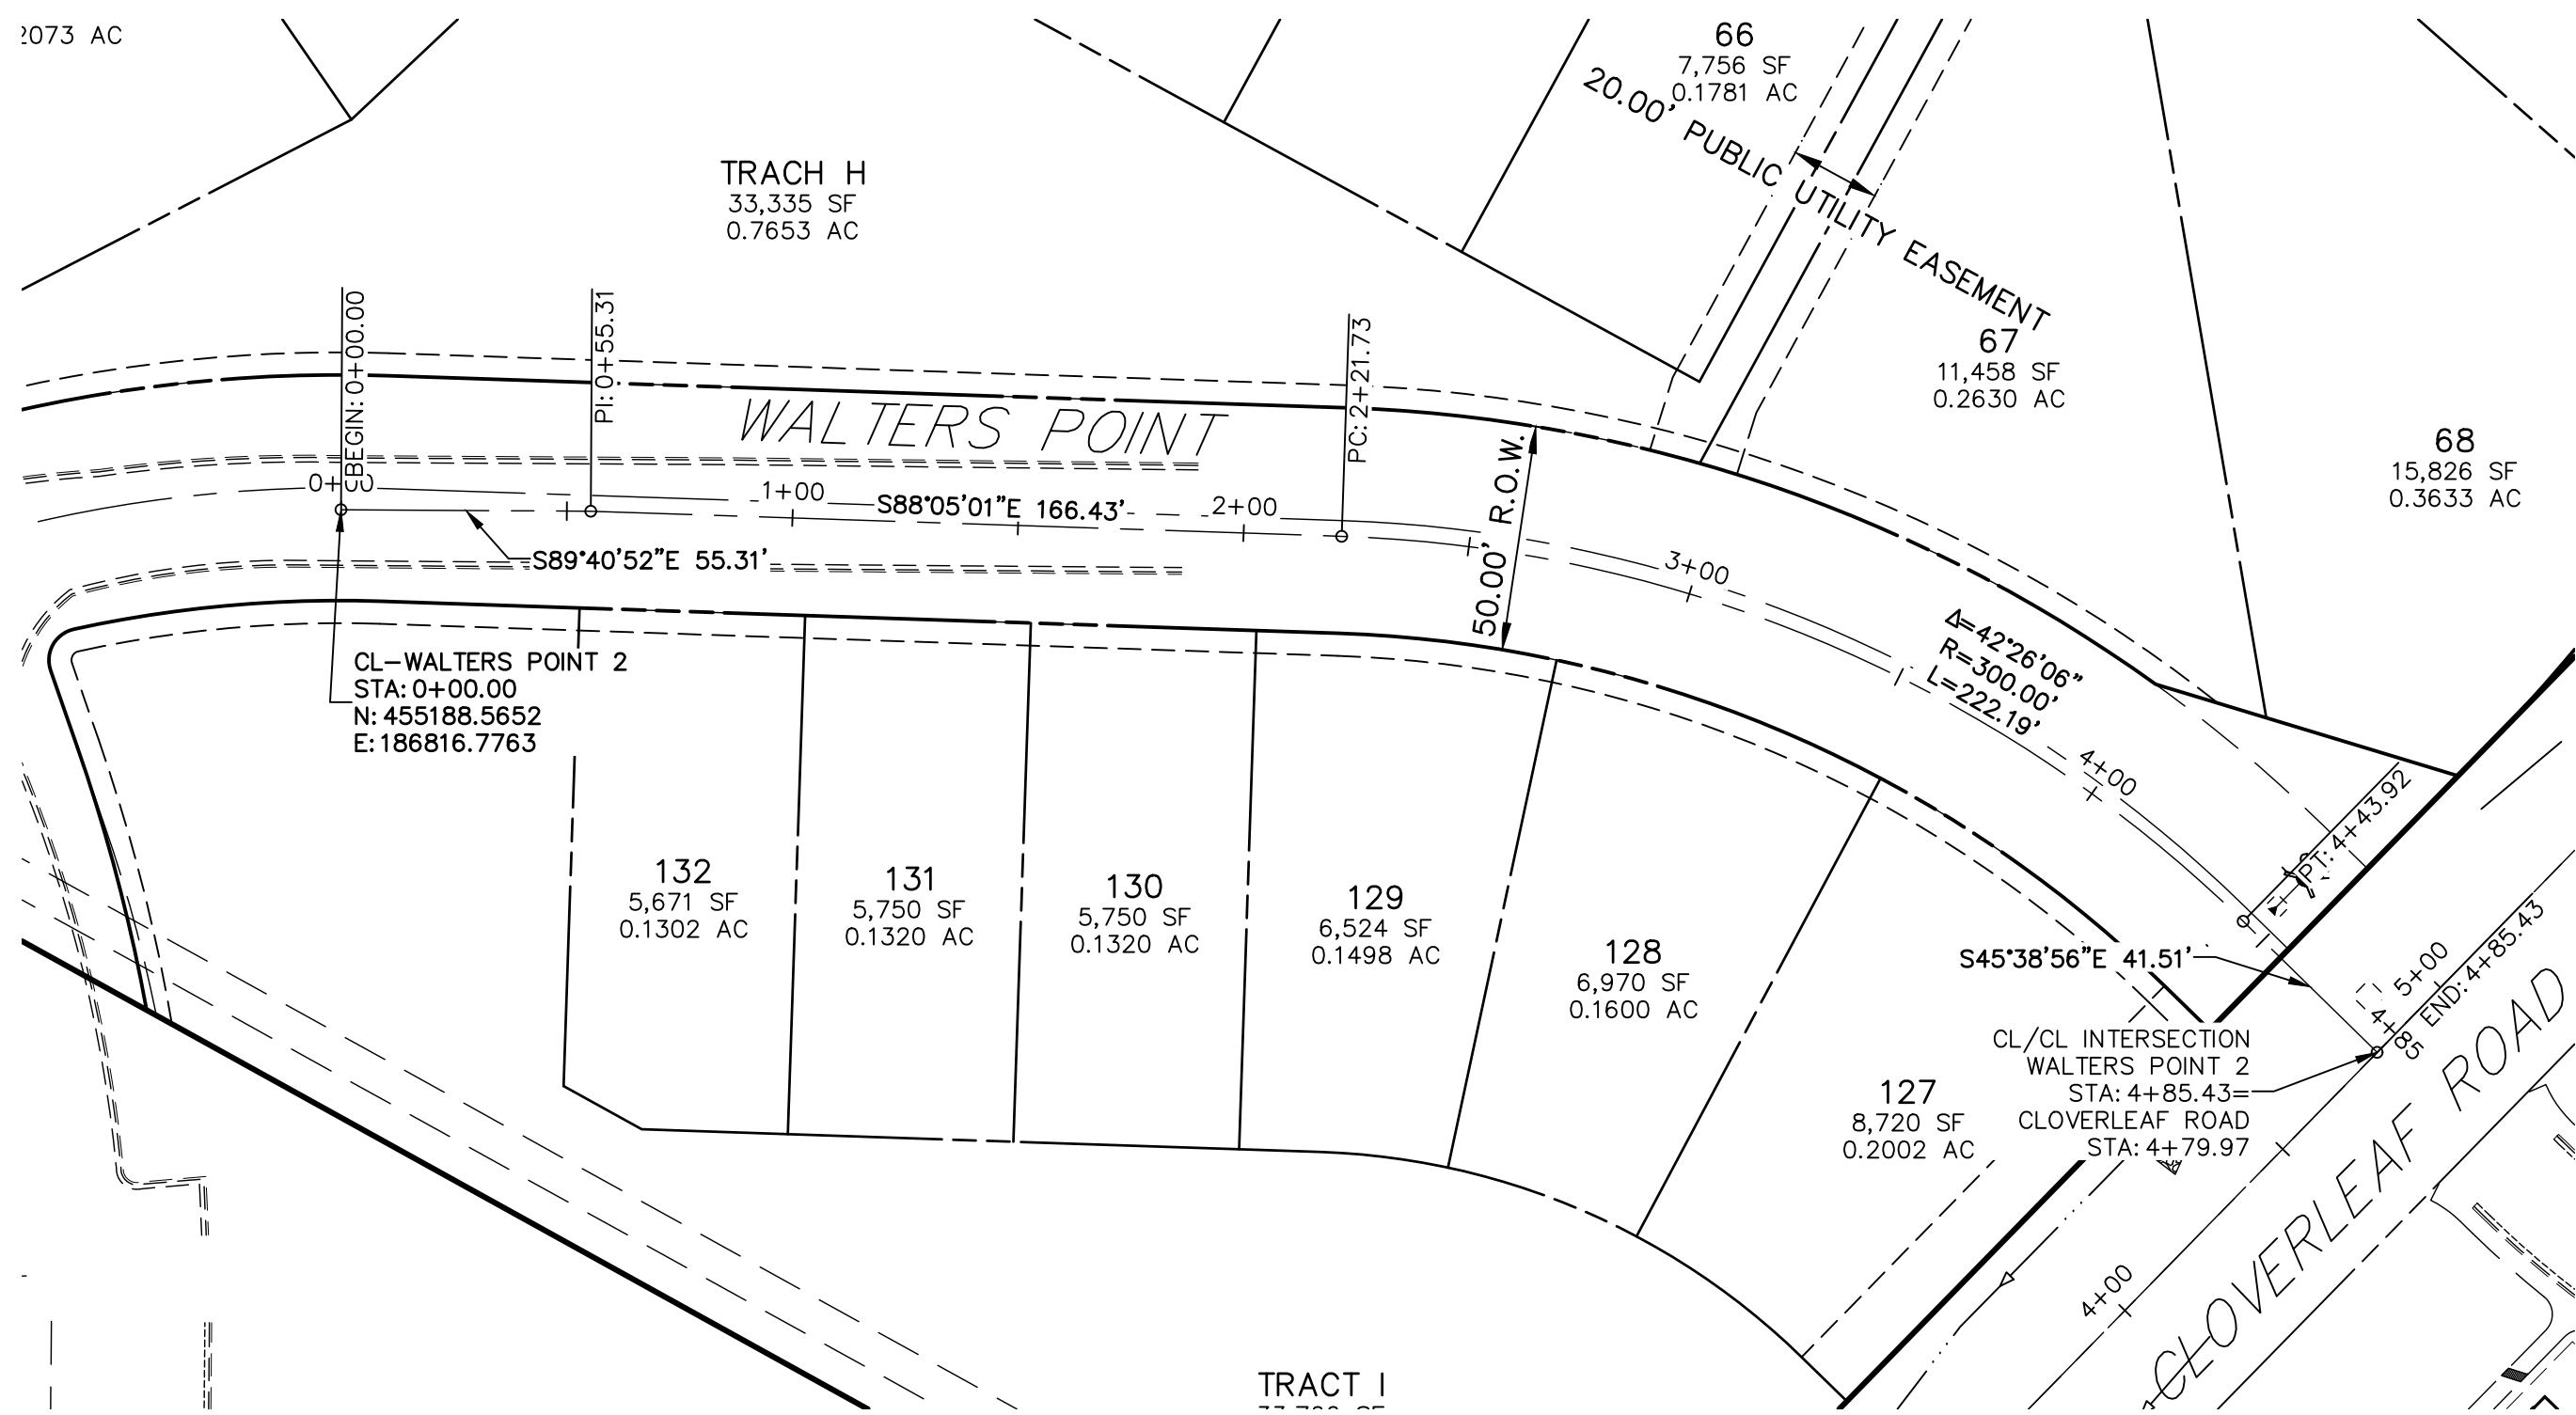 2073 AC
66
7,756 SF
0.1781 AC
20.00' PUBLIC UTILITY EASEMENT
TRACH H
33,335 SF
0.7653 AC
67
11,458 SF
0.2630 AC
68
15,826 SF
0.3633 AC
BEGIN: 0+00.00
PI: 0+55.31
PC: 2+21.73
WALTERS POINT
50.00' R.O.W.
1+00
S88°05'01"E 166.43'
2+00
3+00
S89°40'52"E 55.31'
Δ=42°26'06"
R=300.00'
L=222.19'
4+00
CL-WALTERS POINT 2
STA: 0+00.00
N: 455188.5652
E: 186816.7763
PT: 4+43.92
132
5,671 SF
0.1302 AC
131
5,750 SF
0.1320 AC
130
5,750 SF
0.1320 AC
129
6,524 SF
0.1498 AC
128
6,970 SF
0.1600 AC
127
8,720 SF
0.2002 AC
S45°38'56"E 41.51'
5+00
END: 4+85.43
4+85
CL/CL INTERSECTION
WALTERS POINT 2
STA: 4+85.43=
CLOVERLEAF ROAD
STA: 4+79.97
4+00
CLOVERLEAF ROAD
TRACT I